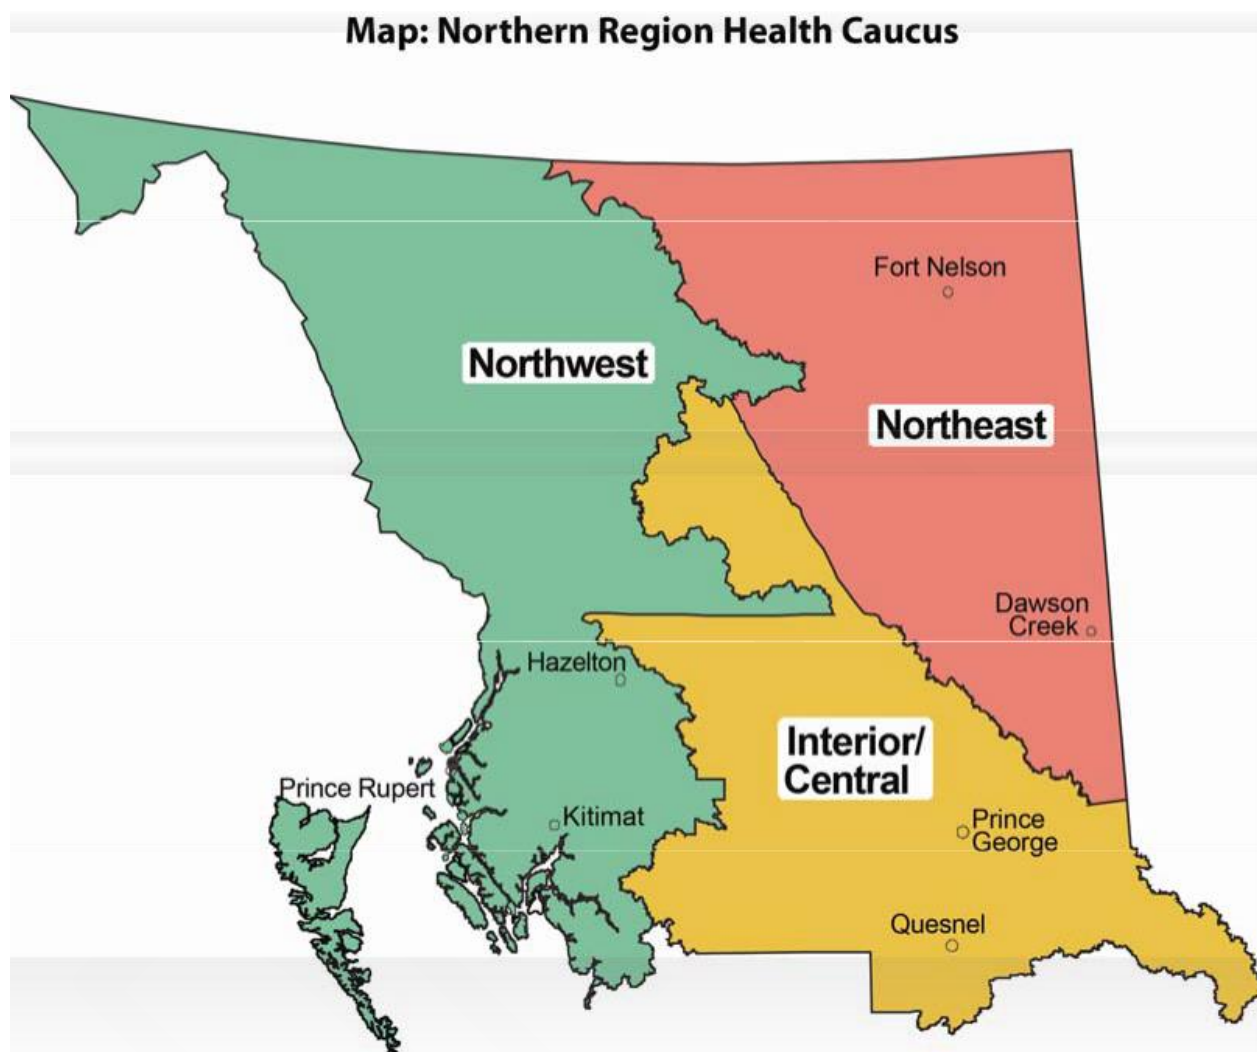 Map: Northern Region Health Caucus
Fort Nelson
Northwest
Northeast
Dawson
Creek
Hazelton
Interior/
Central
Prince Rupert
Kitimat
Prince
George
Quesnel